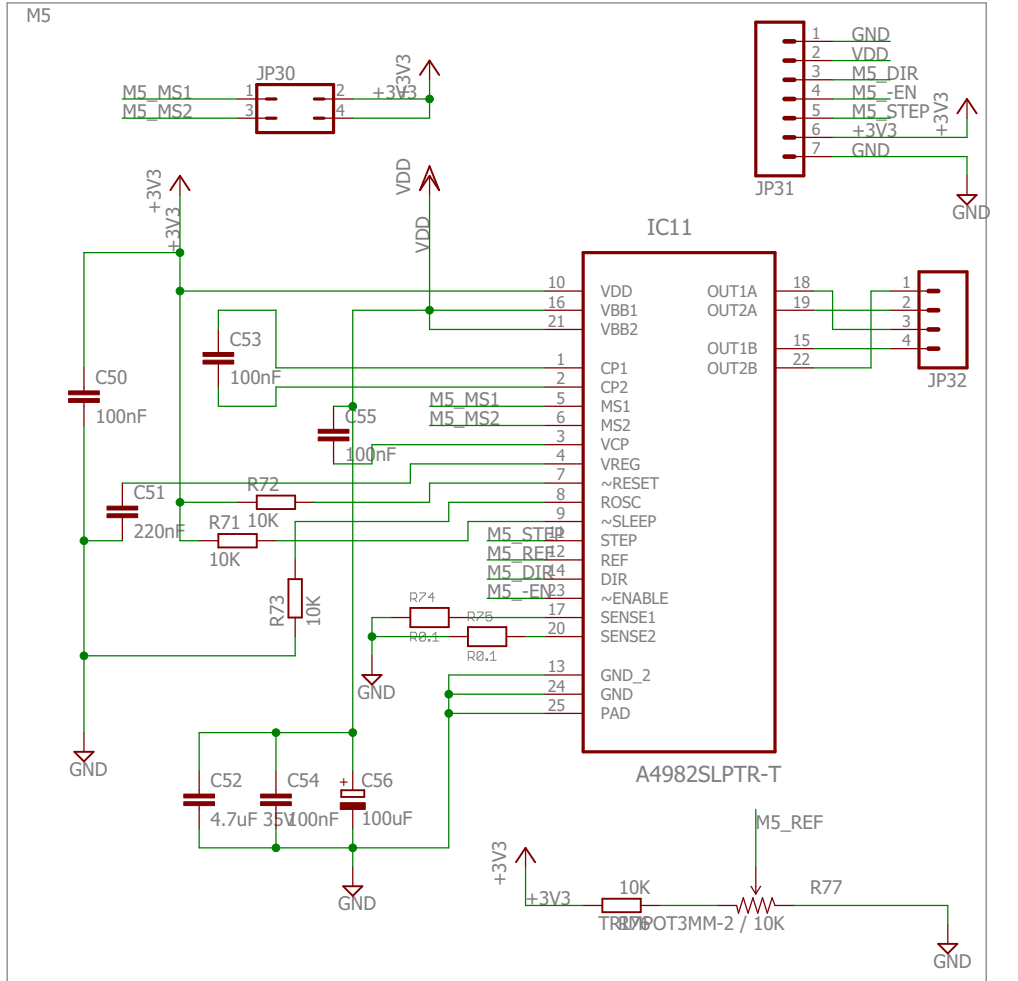 M5
JP30
M5_MS1 1 2 +3V3
M5_MS2 3 4
+3V3
1 GND
2 VDD
3 M5_DIR
4 M5_-EN
5 M5_STEP
6 +3V3
7 GND
+3V3
JP31
GND
+3V3
+3V3
VDD
VDD
IC11
10 VDD
16 VBB1
21 VBB2
1 CP1
2 CP2
M5_MS1 5 MS1
M5_MS2 6 MS2
3 VCP
4 VREG
7 ~RESET
8 ROSC
9 ~SLEEP
M5_STEP 11 STEP
M5_REF 12 REF
M5_DIR 14 DIR
M5_-EN 23 ~ENABLE
17 SENSE1
20 SENSE2
13 GND_2
24 GND
25 PAD
OUT1A 18
OUT2A 19
OUT1B 15
OUT2B 22
A4982SLPTR-T
1
2
3
4
JP32
C53
100nF
C50
100nF
C55
100nF
C51
220nF
R72
10K
R71
10K
R73
10K
R74
R0.1
R75
R0.1
GND
GND
C52
4.7uF 35V
C54
100nF
C56
+
100uF
GND
M5_REF
+3V3
+3V3
10K
R76
R77
TRIMPOT3MM-2 / 10K
GND